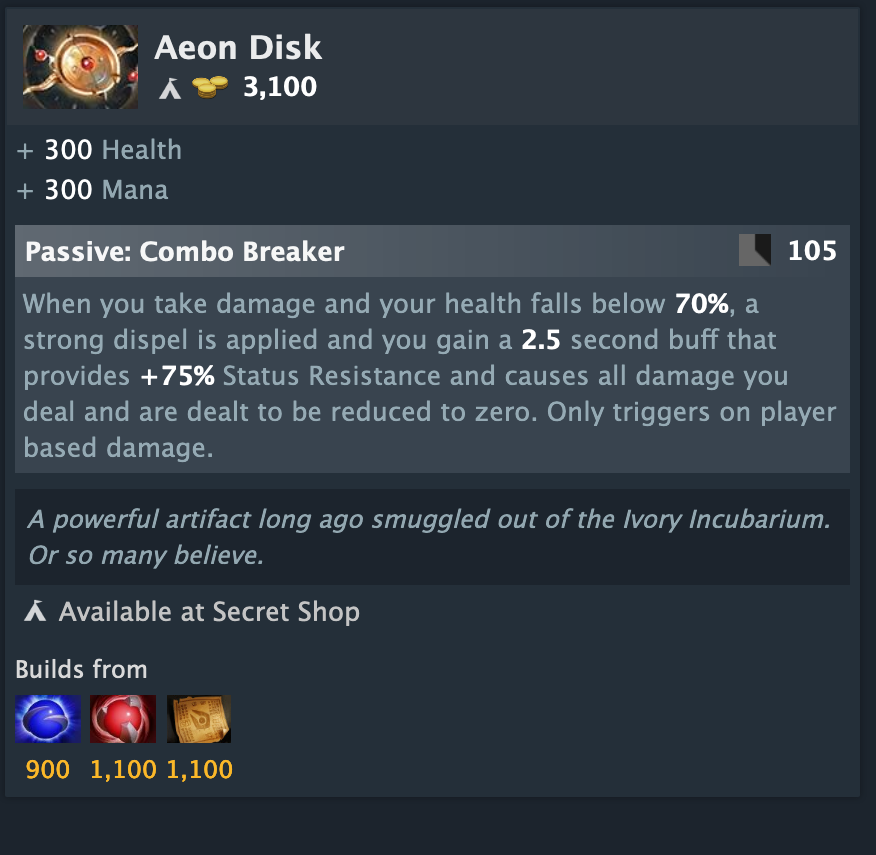 Aeon Disk
3,100
+ 300 Health
+ 300 Mana
Passive: Combo Breaker 105
When you take damage and your health falls below 70%, a
strong dispel is applied and you gain a 2.5 second buff that
provides +75% Status Resistance and causes all damage you
deal and are dealt to be reduced to zero. Only triggers on player
based damage.
A powerful artifact long ago smuggled out of the Ivory Incubarium.
Or so many believe.
Available at Secret Shop
Builds from
900 1,100 1,100